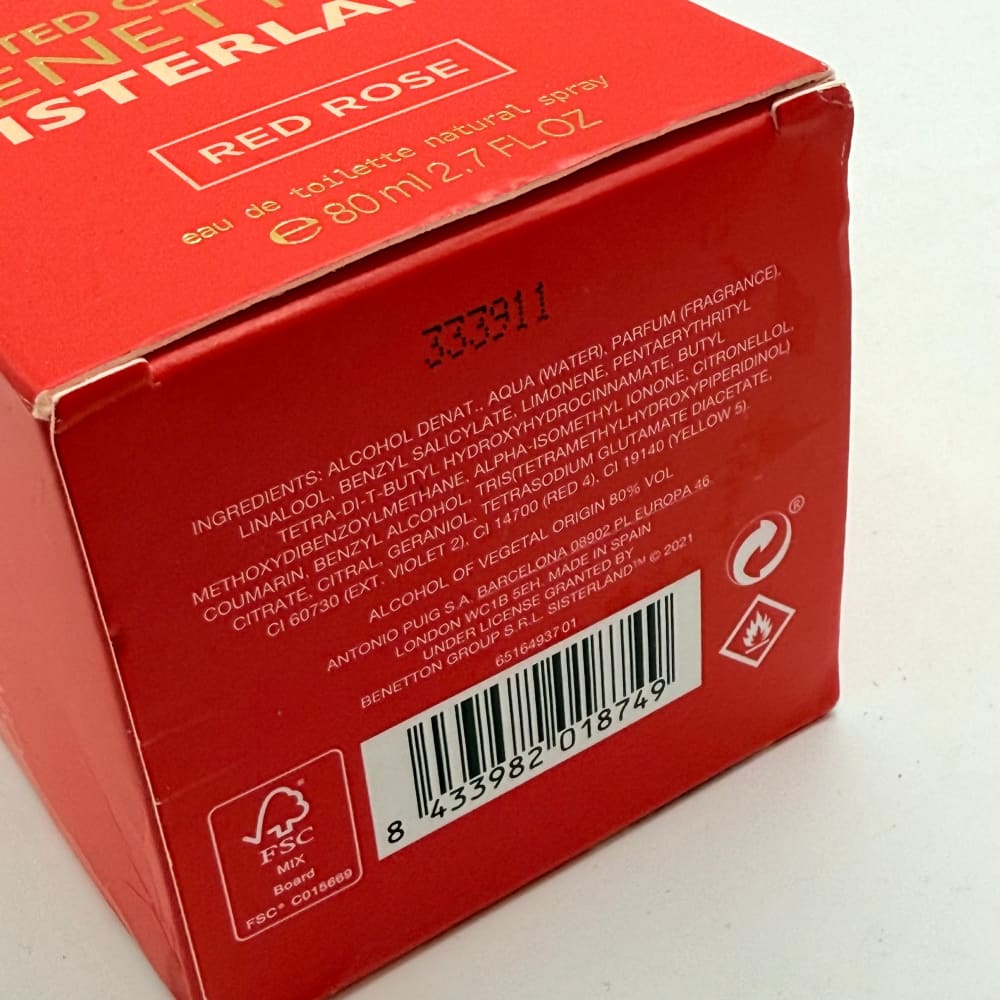 RED ROSE
eau de toilette natural spray
℮ 80 ml 2,7 FL OZ
333911
INGREDIENTS: ALCOHOL DENAT., AQUA (WATER), PARFUM (FRAGRANCE),
LINALOOL, BENZYL SALICYLATE, LIMONENE, PENTAERYTHRITYL
TETRA-DI-T-BUTYL HYDROXYHYDROCINNAMATE, BUTYL
METHOXYDIBENZOYLMETHANE, ALPHA-ISOMETHYL IONONE, CITRONELLOL,
COUMARIN, BENZYL ALCOHOL, TRIS(TETRAMETHYLHYDROXYPIPERIDINOL)
CITRATE, CITRAL, GERANIOL, TETRASODIUM GLUTAMATE DIACETATE,
CI 60730 (EXT. VIOLET 2), CI 14700 (RED 4), CI 19140 (YELLOW 5).
ALCOHOL OF VEGETAL ORIGIN 80% VOL
ANTONIO PUIG S.A. BARCELONA 08902 PL.EUROPA 46.
LONDON WC1B 5EH. MADE IN SPAIN
UNDER LICENSE GRANTED BY
BENETTON GROUP S.R.L. SISTERLAND™ © 2021
6516493701
8 433982 018749
®
FSC
MIX
Board
FSC® C015669